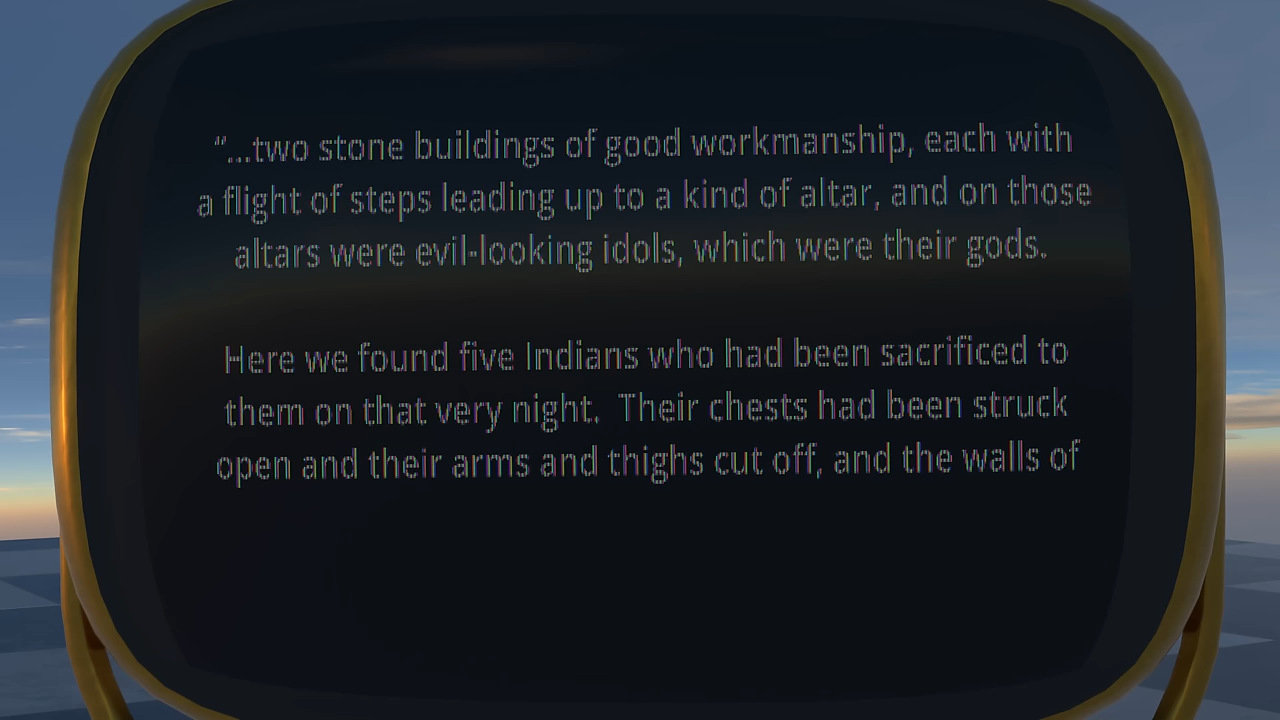 “...two stone buildings of good workmanship, each with
a flight of steps leading up to a kind of altar, and on those
altars were evil-looking idols, which were their gods.
Here we found five Indians who had been sacrificed to
them on that very night.  Their chests had been struck
open and their arms and thighs cut off, and the walls of